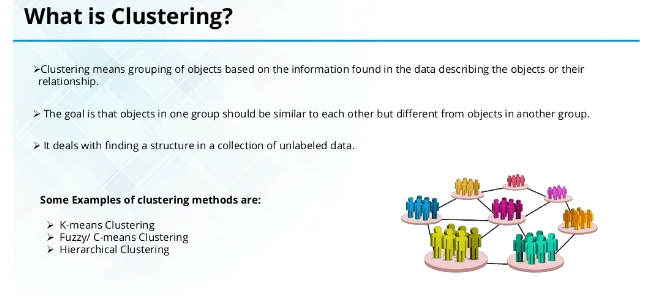 What is Clustering?
➢Clustering means grouping of objects based on the information found in the data describing the objects or their
relationship.
➢ The goal is that objects in one group should be similar to each other but different from objects in another group.
➢ It deals with finding a structure in a collection of unlabeled data.
Some Examples of clustering methods are:
➢ K-means Clustering
➢ Fuzzy/ C-means Clustering
➢ Hierarchical Clustering